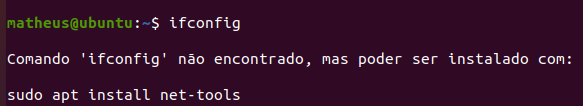 matheus@ubuntu:~$ ifconfig
Comando 'ifconfig' não encontrado, mas poder ser instalado com:
sudo apt install net-tools